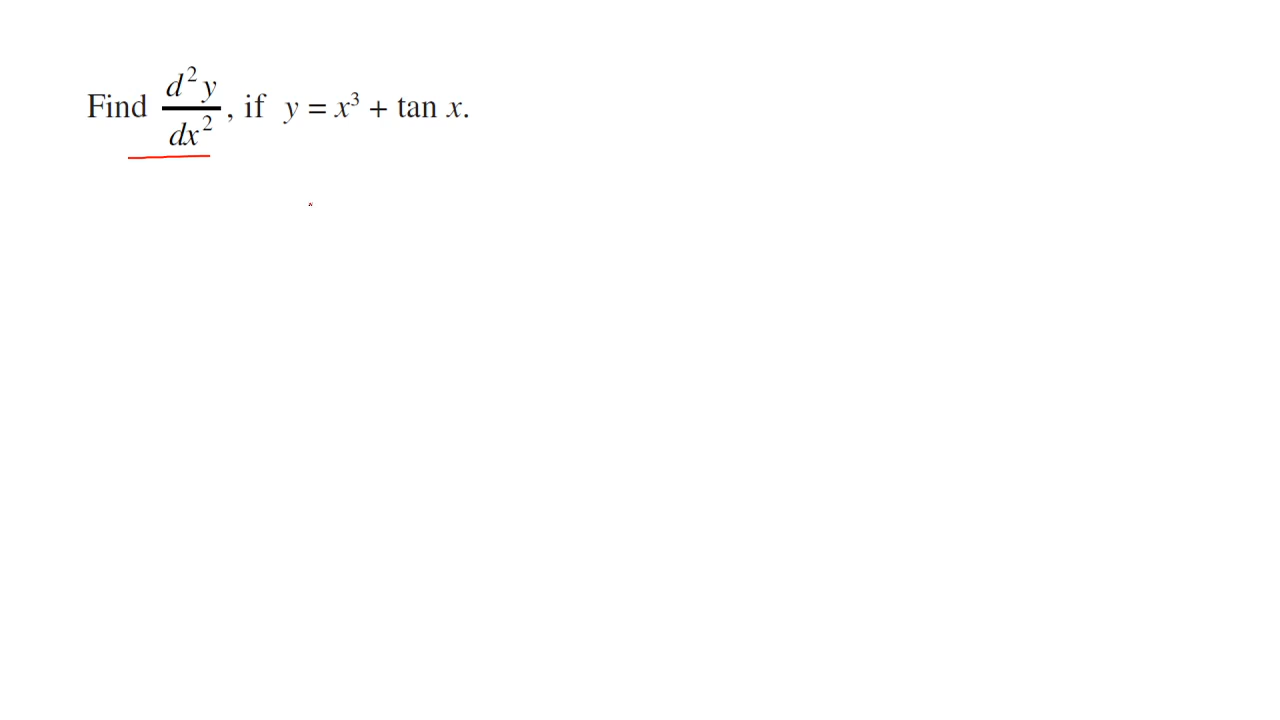 Find d²y/dx², if y = x³ + tan x.